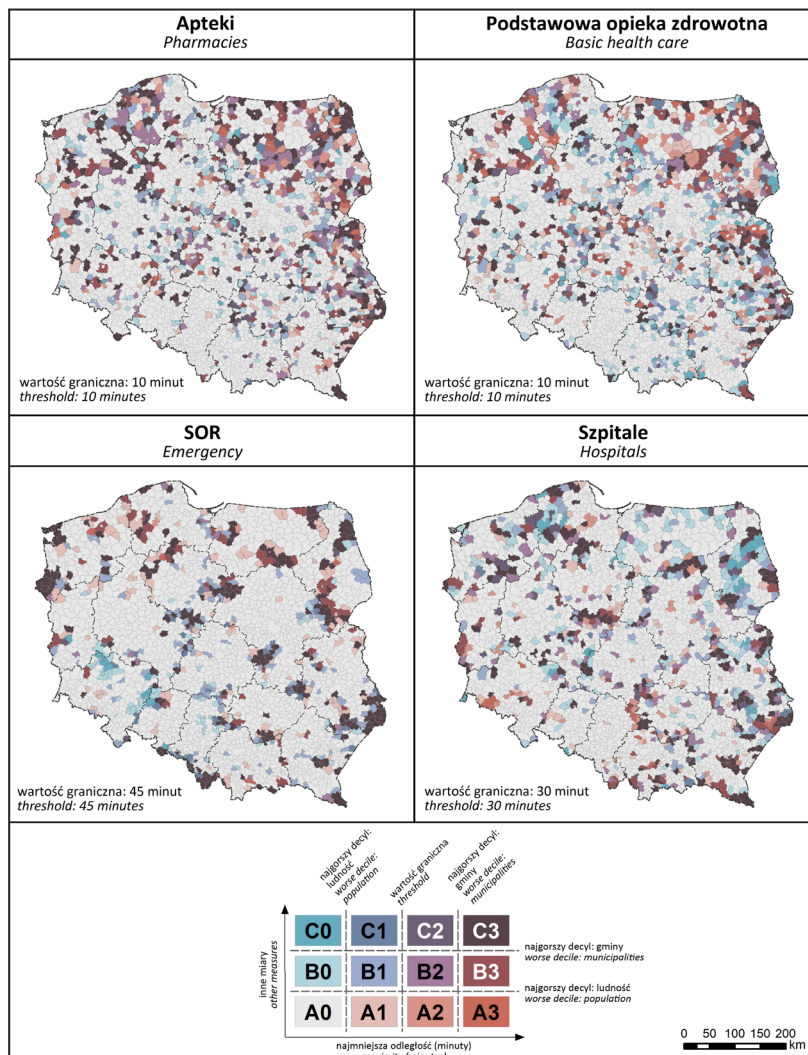 Apteki
Pharmacies
Podstawowa opieka zdrowotna
Basic health care
wartość graniczna: 10 minut
threshold: 10 minutes
wartość graniczna: 10 minut
threshold: 10 minutes
SOR
Emergency
Szpitale
Hospitals
wartość graniczna: 45 minut
threshold: 45 minutes
wartość graniczna: 30 minut
threshold: 30 minutes
najgorszy decyl:
ludność
worse decile:
population
wartość graniczna
threshold
najgorszy decyl:
gminy
worse decile:
municipalities
inne miary
other measures
C0 C1 C2 C3
B0 B1 B2 B3
A0 A1 A2 A3
najgorszy decyl: gminy
worse decile: municipalities
najgorszy decyl: ludność
worse decile: population
najmniejsza odległość (minuty)
0 50 100 150 200
km